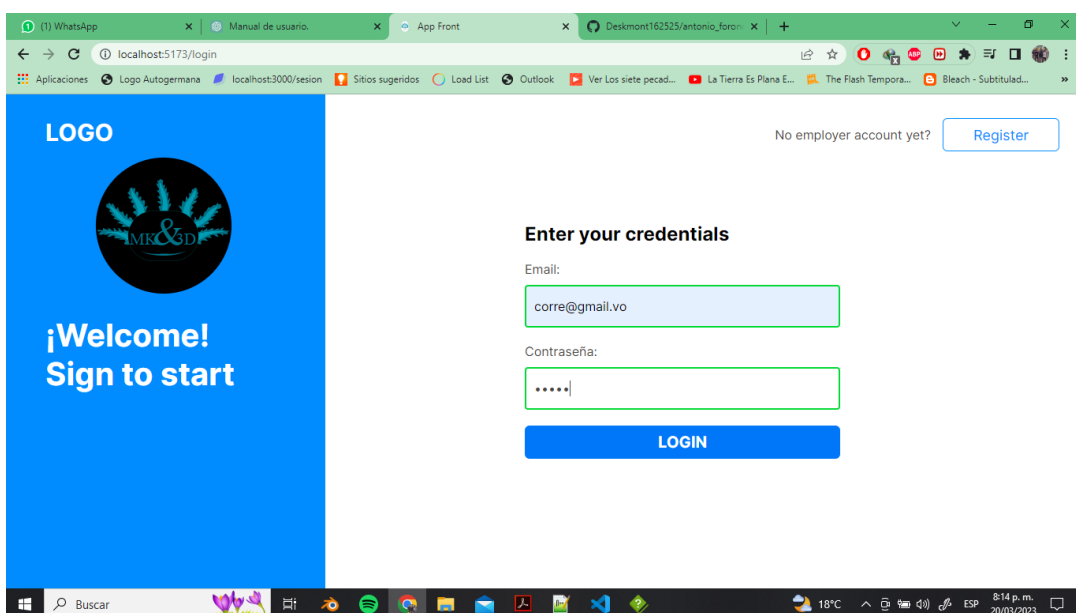 (1) WhatsApp
Manual de usuario.
App Front
Deskmont162525/antonio_foron
localhost:5173/login
Aplicaciones
Logo Autogermana
localhost:3000/sesion
Sitios sugeridos
Load List
Outlook
Ver Los siete pecad...
La Tierra Es Plana E...
The Flash Tempora...
Bleach - Subtitulad...
»
LOGO
No employer account yet?
Register
MK&3D
¡Welcome!
Sign to start
Enter your credentials
Email:
corre@gmail.vo
Contraseña:
•••••
LOGIN
Buscar
18°C
ESP
8:14 p. m.
20/03/2023